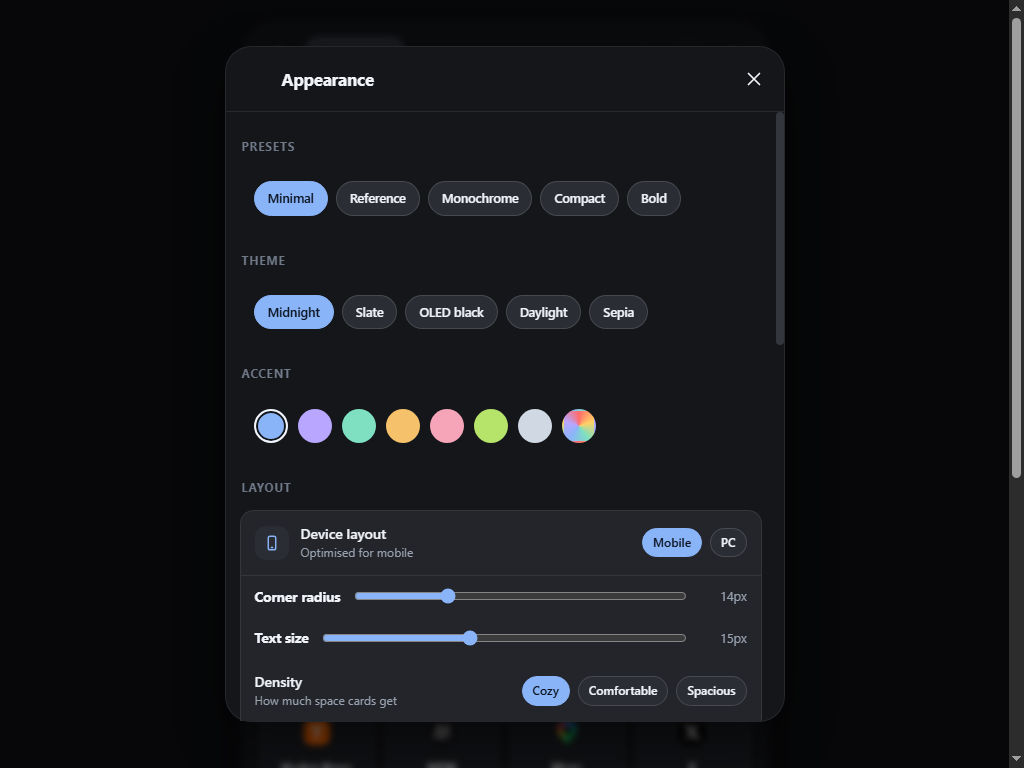 Appearance
PRESETS
Minimal Reference Monochrome Compact Bold
THEME
Midnight Slate OLED black Daylight Sepia
ACCENT
LAYOUT
Device layout
Optimised for mobile
Mobile PC
Corner radius 14px
Text size 15px
Density
How much space cards get
Cozy Comfortable Spacious